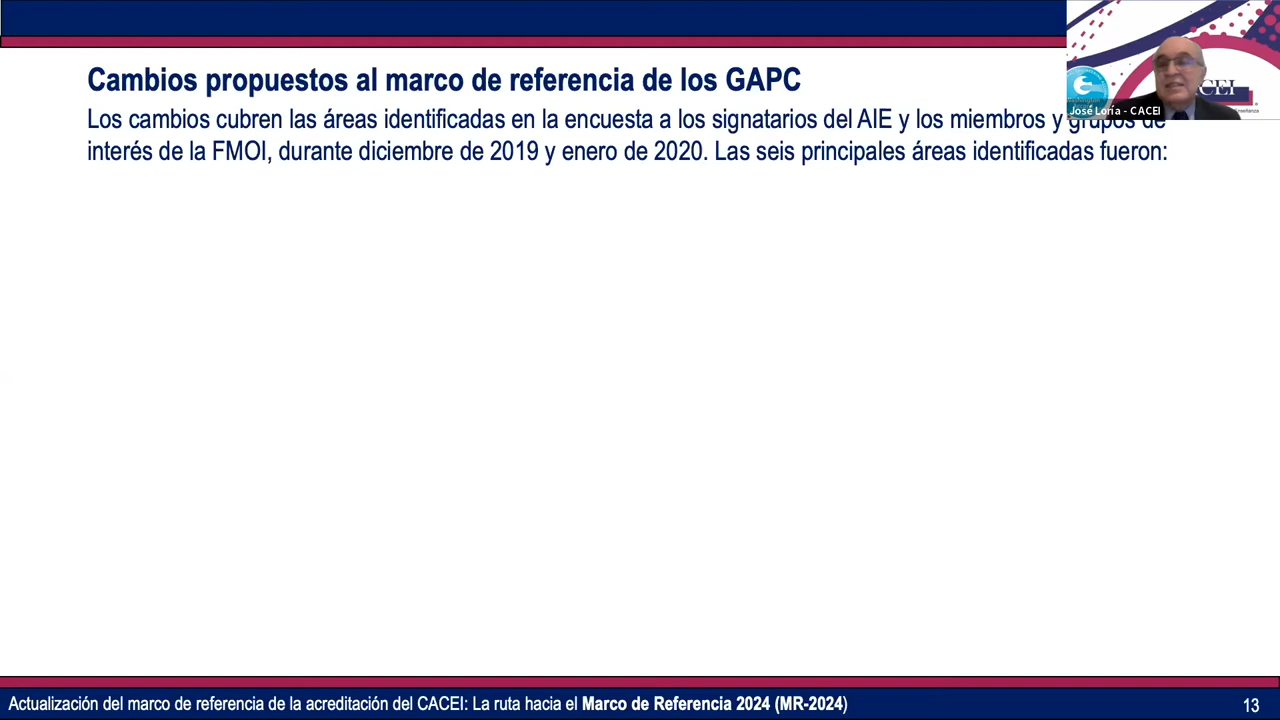 Cambios propuestos al marco de referencia de los GAPC
Los cambios cubren las áreas identificadas en la encuesta a los signatarios del AIE y los miembros y grupos de
interés de la FMOI, durante diciembre de 2019 y enero de 2020. Las seis principales áreas identificadas fueron:
CEI
José Loría - CACEI
Actualización del marco de referencia de la acreditación del CACEI: La ruta hacia el Marco de Referencia 2024 (MR-2024)
13